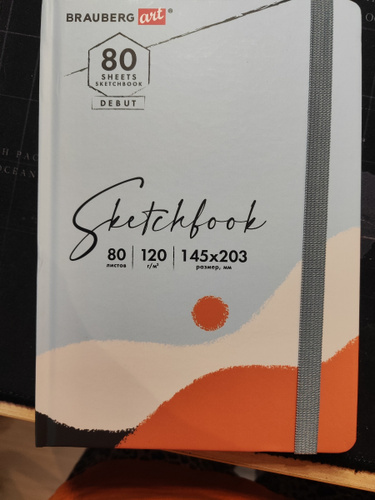 BRAUBERG art®
80
SHEETS
SKETCHBOOK
DEBUT
Sketchbook
80 120 145x203
листов г/м² размер, мм